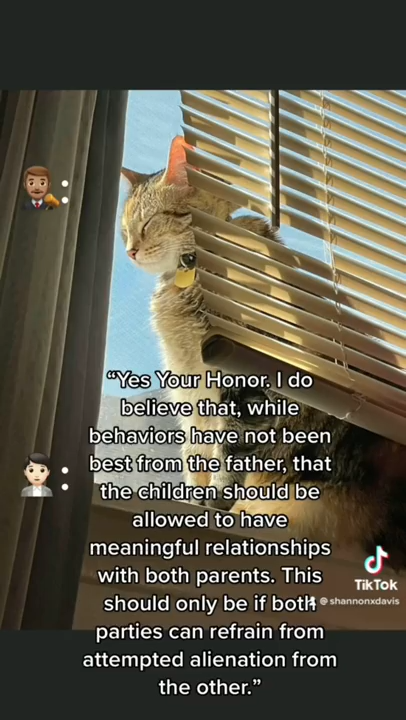 :
“Yes Your Honor. I do
believe that, while
behaviors have not been
best from the father, that
the children should be
allowed to have
:
meaningful relationships
with both parents. This
should only be if both
parties can refrain from
attempted alienation from
the other.”
TikTok
@shannonxdavis